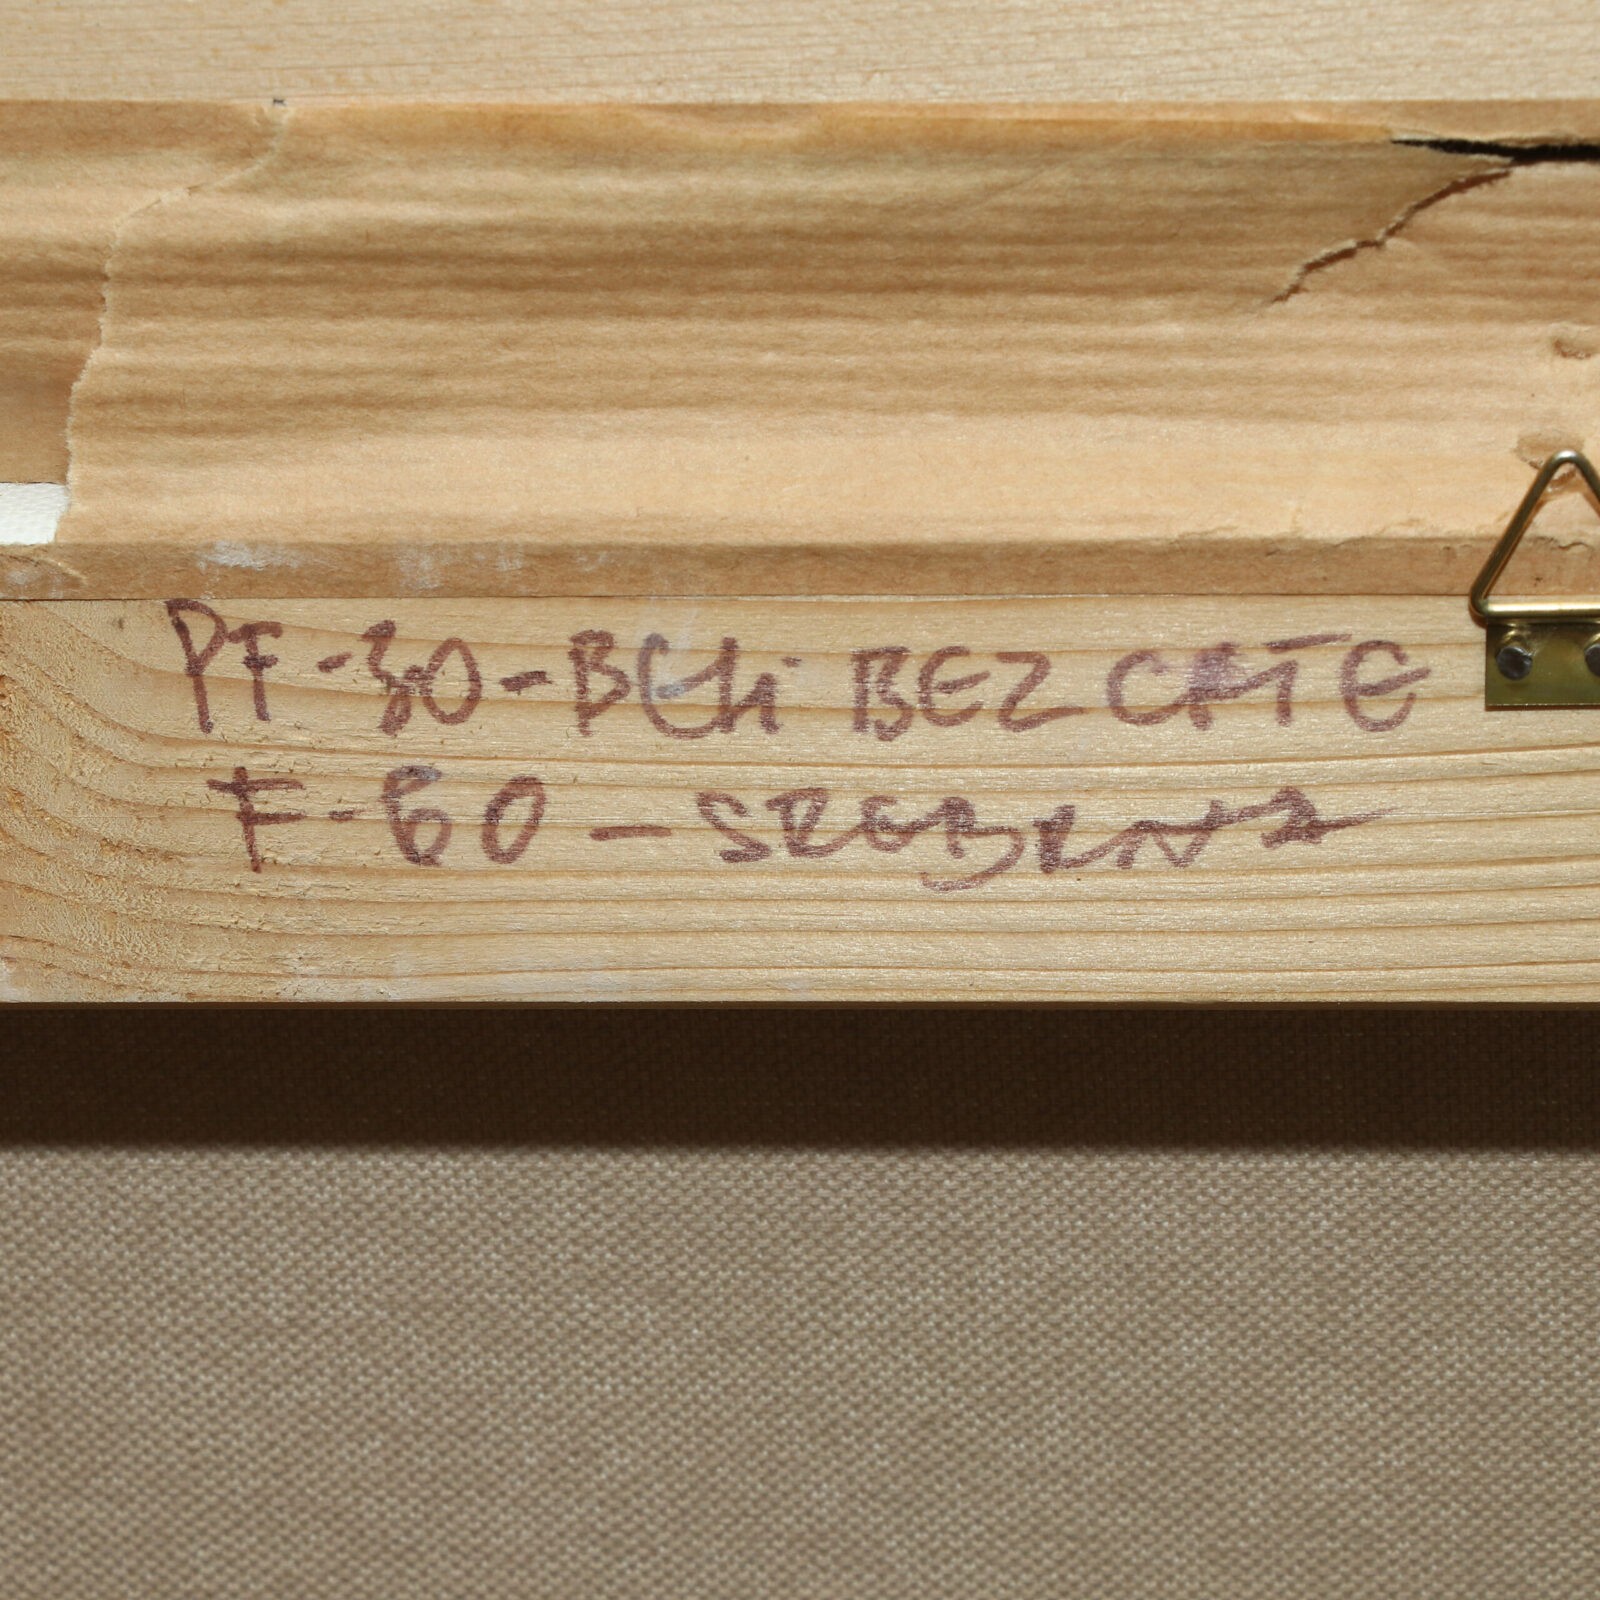 PF-30-BELI BEZ CRTE
F-60 - SREBRNA